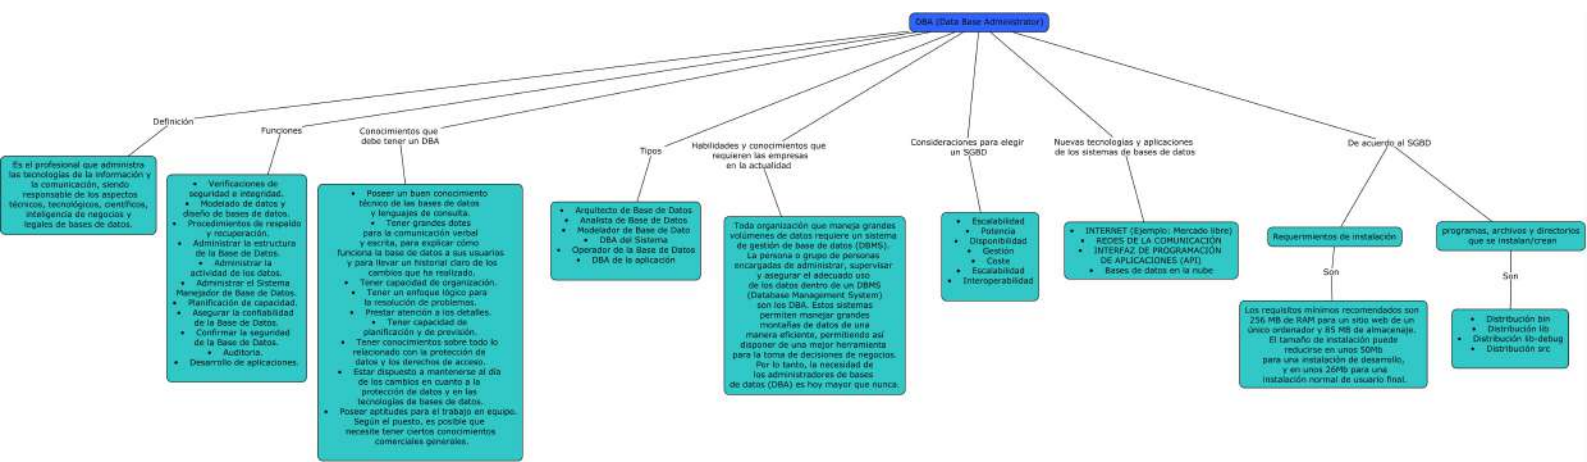 DBA (Data Base Administrator)
Definición
Es el profesional que administra
las tecnologías de la información y
la comunicación, siendo
responsable de los aspectos
técnicos, tecnológicos, científicos,
inteligencia de negocios y
legales de bases de datos.
Funciones
• Verificaciones de
seguridad e integridad.
• Modelado de datos y
diseño de bases de datos.
• Procedimientos de respaldo
y recuperación.
• Administrar la estructura
de la Base de Datos.
• Administrar la
actividad de los datos.
• Administrar el Sistema
Manejador de Base de Datos.
• Planificación de capacidad.
• Asegurar la confiabilidad
de la Base de Datos.
• Confirmar la seguridad
de la Base de Datos.
• Auditoria.
• Desarrollo de aplicaciones.
Conocimientos que
debe tener un DBA
• Poseer un buen conocimiento
técnico de las bases de datos
y lenguajes de consulta.
• Tener grandes dotes
para la comunicación verbal
y escrita, para explicar cómo
funciona la base de datos a sus usuarios
y para llevar un historial claro de los
cambios que ha realizado.
• Tener capacidad de organización.
• Tener un enfoque lógico para
la resolución de problemas.
• Prestar atención a los detalles.
• Tener capacidad de
planificación y de previsión.
• Tener conocimientos sobre todo lo
relacionado con la protección de
datos y los derechos de acceso.
• Estar dispuesto a mantenerse al día
de los cambios en cuanto a la
protección de datos y en las
tecnologías de bases de datos.
• Poseer aptitudes para el trabajo en equipo.
Según el puesto, es posible que
necesite tener ciertos conocimientos
comerciales generales.
Tipos
• Arquitecto de Base de Datos
• Analista de Base de Datos
• Modelador de Base de Dato
• DBA del Sistema
• Operador de la Base de Datos
• DBA de la aplicación
Habilidades y conocimientos que
requieren las empresas
en la actualidad
Toda organización que maneja grandes
volúmenes de datos requiere un sistema
de gestión de base de datos (DBMS).
La persona o grupo de personas
encargadas de administrar, supervisar
y asegurar el adecuado uso
de los datos dentro de un DBMS
(Database Management System)
son los DBA. Estos sistemas
permiten manejar grandes
montañas de datos de una
manera eficiente, permitiendo así
disponer de una mejor herramienta
para la toma de decisiones de negocios.
Por lo tanto, la necesidad de
los administradores de bases
de datos (DBA) es hoy mayor que nunca.
Consideraciones para elegir
un SGBD
• Escalabilidad
• Potencia
• Disponibilidad
• Gestión
• Coste
• Escalabilidad
• Interoperabilidad
Nuevas tecnologías y aplicaciones
de los sistemas de bases de datos
• INTERNET (Ejemplo: Mercado libre)
• REDES DE LA COMUNICACIÓN
• INTERFAZ DE PROGRAMACIÓN
DE APLICACIONES (API)
• Bases de datos en la nube
De acuerdo al SGBD
Requerimientos de instalación
Son
Los requisitos mínimos recomendados son
256 MB de RAM para un sitio web de un
único ordenador y 85 MB de almacenaje.
El tamaño de instalación puede
reducirse en unos 50Mb
para una instalación de desarrollo,
y en unos 26Mb para una
instalación normal de usuario final.
programas, archivos y directorios
que se instalan/crean
Son
• Distribución bin
• Distribución lib
• Distribución lib-debug
• Distribución src